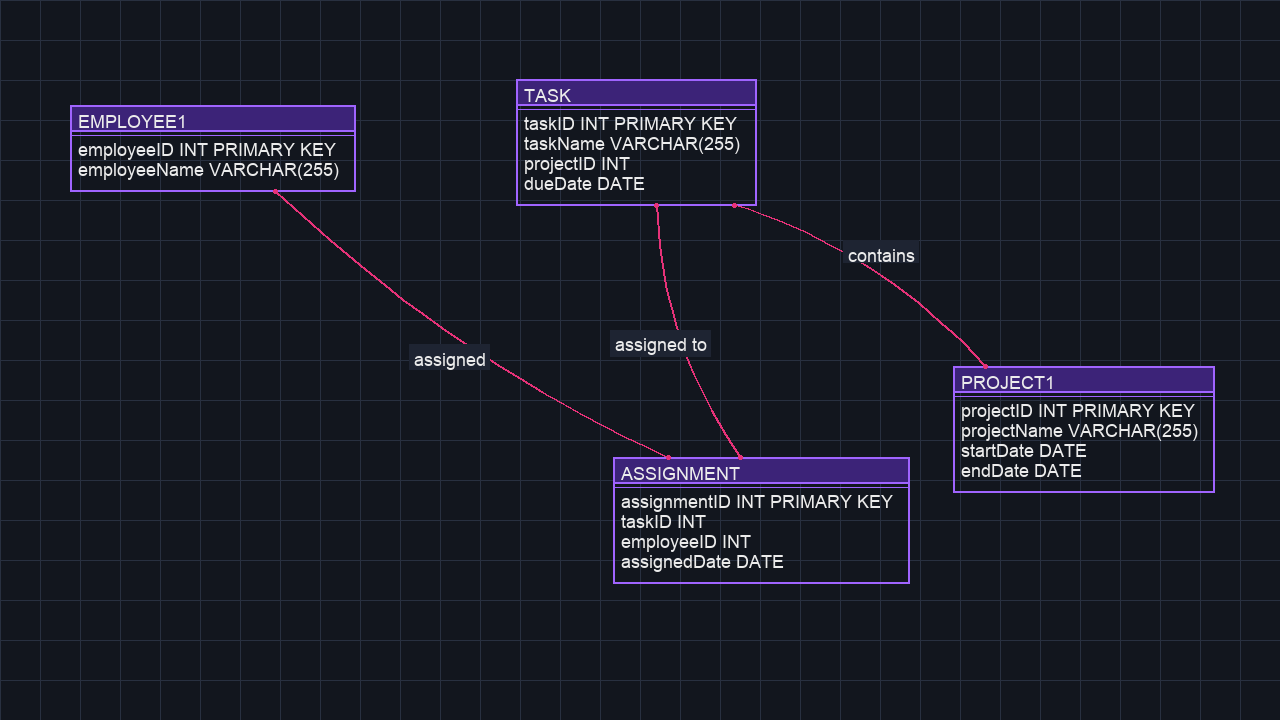 TASK
taskID INT PRIMARY KEY
taskName VARCHAR(255)
projectID INT
dueDate DATE
EMPLOYEE1
employeeID INT PRIMARY KEY
employeeName VARCHAR(255)
contains
assigned to
assigned
PROJECT1
projectID INT PRIMARY KEY
projectName VARCHAR(255)
startDate DATE
endDate DATE
ASSIGNMENT
assignmentID INT PRIMARY KEY
taskID INT
employeeID INT
assignedDate DATE